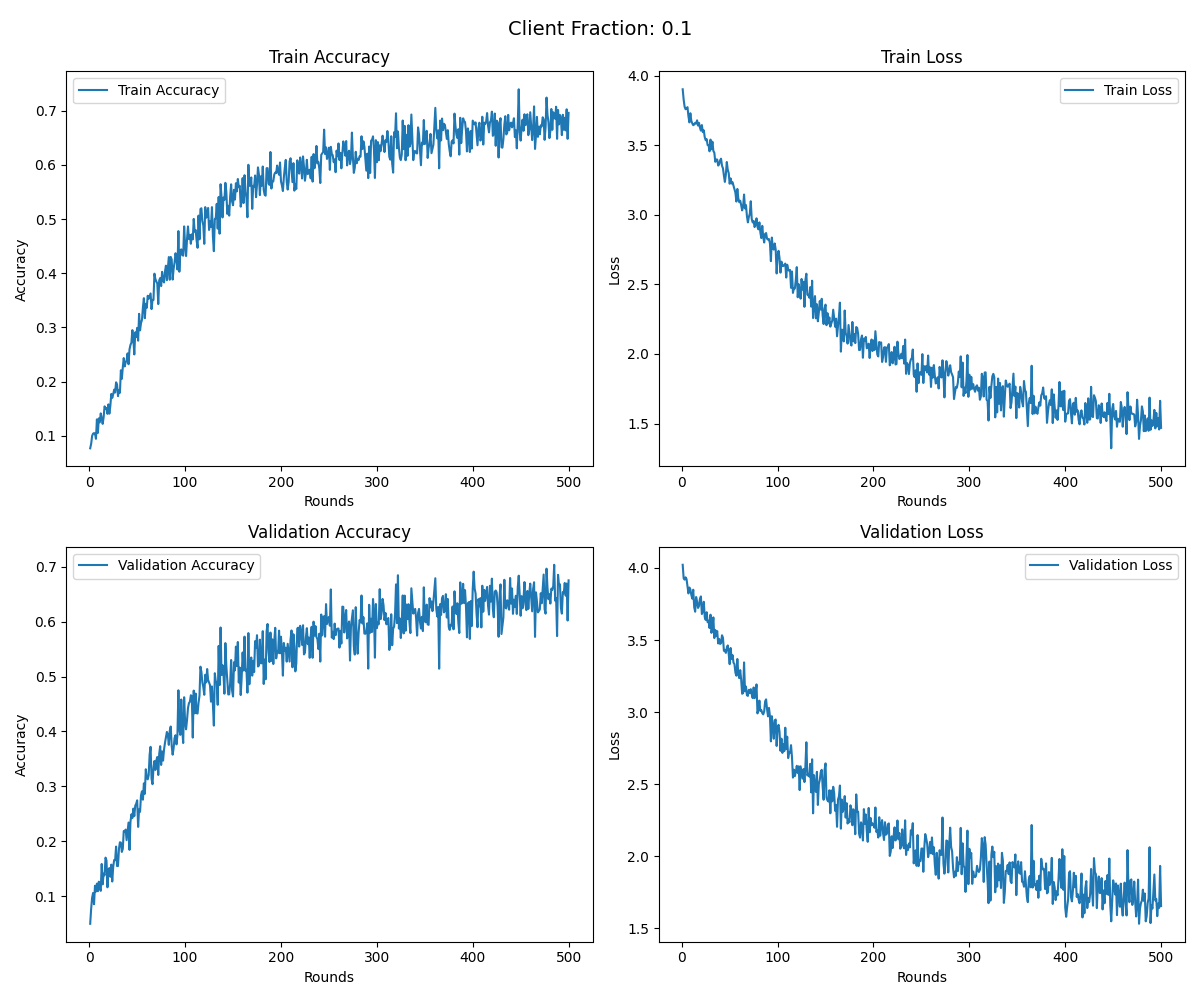 Client Fraction: 0.1
Train Accuracy
Train Accuracy
0.7
0.6
0.5
0.4
0.3
0.2
0.1
Accuracy
0 100 200 300 400 500
Rounds
Train Loss
Train Loss
4.0
3.5
3.0
2.5
2.0
1.5
Loss
0 100 200 300 400 500
Rounds
Validation Accuracy
Validation Accuracy
0.7
0.6
0.5
0.4
0.3
0.2
0.1
Accuracy
0 100 200 300 400 500
Rounds
Validation Loss
Validation Loss
4.0
3.5
3.0
2.5
2.0
1.5
Loss
0 100 200 300 400 500
Rounds